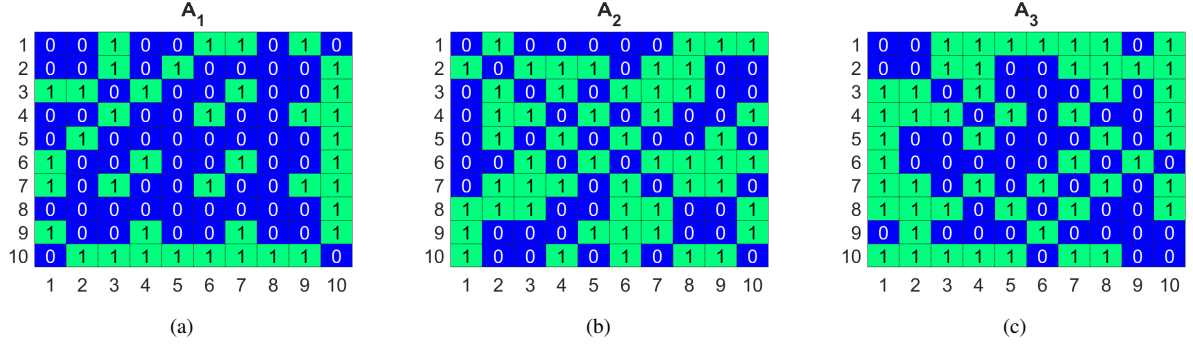 A1
1 0 0 1 0 0 1 1 0 1 0
2 0 0 1 0 1 0 0 0 0 1
3 1 1 0 1 0 0 1 0 0 1
4 0 0 1 0 0 1 0 0 1 1
5 0 1 0 0 0 0 0 0 0 1
6 1 0 0 1 0 0 1 0 0 1
7 1 0 1 0 0 1 0 0 1 1
8 0 0 0 0 0 0 0 0 0 1
9 1 0 0 1 0 0 1 0 0 1
10 0 1 1 1 1 1 1 1 1 0
1 2 3 4 5 6 7 8 9 10
(a)
A2
1 0 1 0 0 0 0 0 1 1 1
2 1 0 1 1 1 0 1 1 0 0
3 0 1 0 1 0 1 1 1 0 0
4 0 1 1 0 1 0 1 0 0 1
5 0 1 0 1 0 1 0 0 1 0
6 0 0 1 0 1 0 1 1 1 1
7 0 1 1 1 0 1 0 1 1 0
8 1 1 1 0 0 1 1 0 0 1
9 1 0 0 0 1 1 1 0 0 1
10 1 0 0 1 0 1 0 1 1 0
1 2 3 4 5 6 7 8 9 10
(b)
A3
1 0 0 1 1 1 1 1 1 0 1
2 0 0 1 1 0 0 1 1 1 1
3 1 1 0 1 0 0 0 1 0 1
4 1 1 1 0 1 0 1 0 0 1
5 1 0 0 1 0 0 0 1 0 1
6 1 0 0 0 0 0 1 0 1 0
7 1 1 0 1 0 1 0 1 0 1
8 1 1 1 0 1 0 1 0 0 1
9 0 1 0 0 0 1 0 0 0 0
10 1 1 1 1 1 0 1 1 0 0
1 2 3 4 5 6 7 8 9 10
(c)